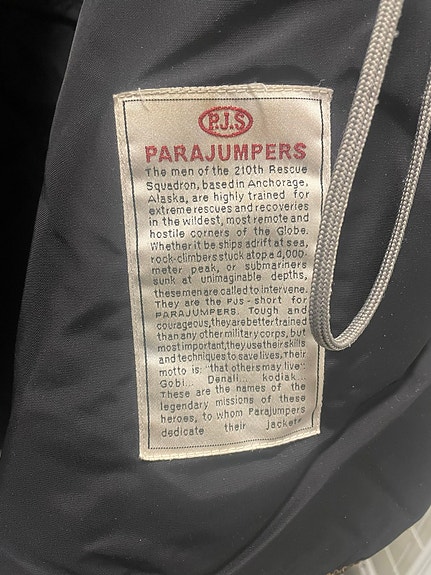 P.J.S
PARAJUMPERS
The men of the 210th Rescue
Squadron, based in Anchorage,
Alaska, are highly trained for
extreme rescues and recoveries
in the wildest, most remote and
hostile corners of the Globe.
Whether it be ships adrift at sea,
rock-climbers stuck atop a 4,000-
meter peak, or submariners
sunk at unimaginable depths,
these men are called to intervene.
They are the PJS - short for
PARAJUMPERS. Tough and
courageous, they are better trained
than any other military corps, but
most important, they use their skills
and techniques to save lives. Their
motto is: "that others may live".
Gobi... Denali... kodiak...
These are the names of the
legendary missions of these
heroes, to whom Parajumpers
dedicate their jackets